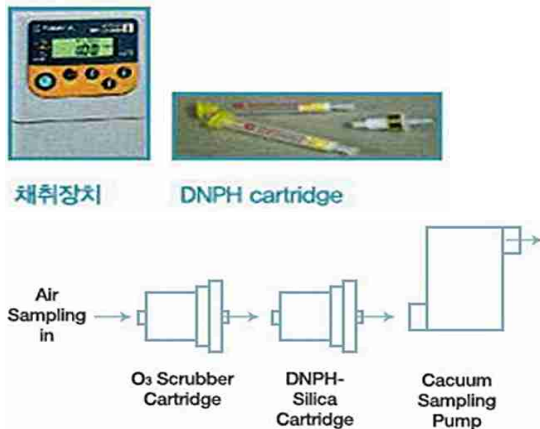 채취장치
DNPH cartridge
Air
Sampling
in
O₃ Scrubber
Cartridge
DNPH-
Silica
Cartridge
Cacuum
Sampling
Pump